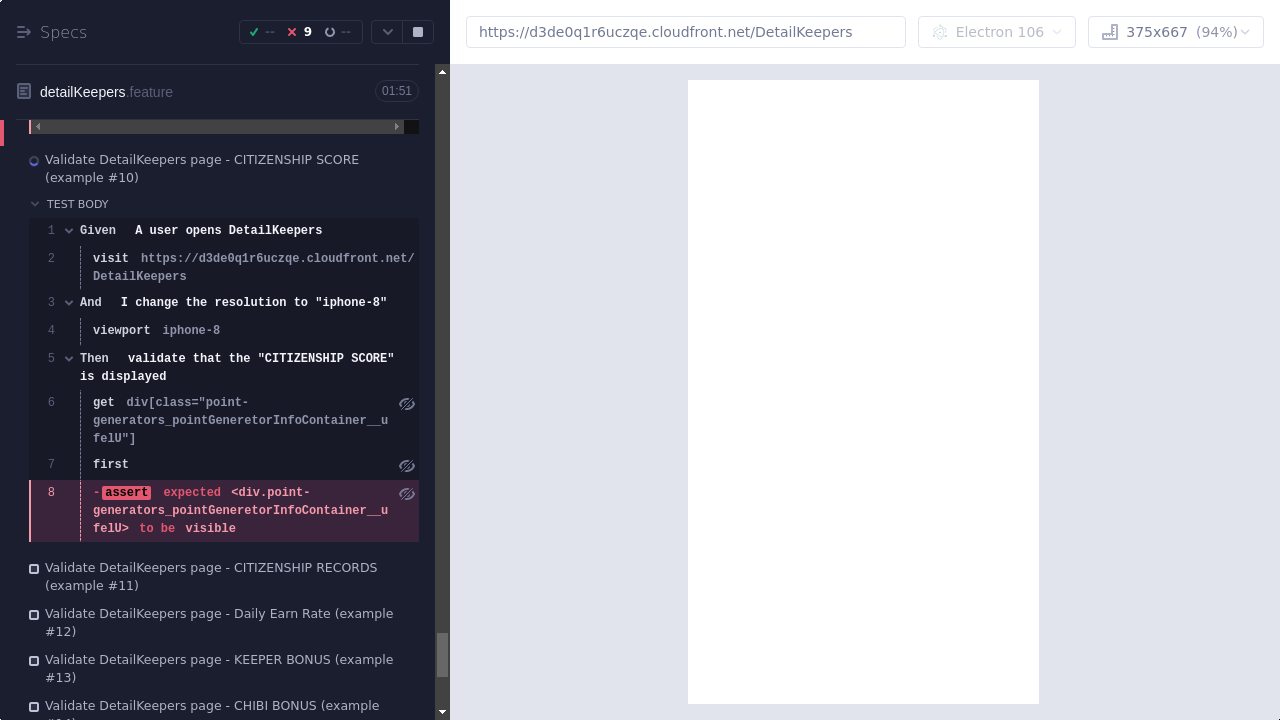 Specs
-- 9 --
https://d3de0q1r6uczqe.cloudfront.net/DetailKeepers
Electron 106
375x667 (94%)
detailKeepers.feature
01:51
Validate DetailKeepers page - CITIZENSHIP SCORE
(example #10)
TEST BODY
1 Given A user opens DetailKeepers
2 visit https://d3de0q1r6uczqe.cloudfront.net/
DetailKeepers
3 And I change the resolution to "iphone-8"
4 viewport iphone-8
5 Then validate that the "CITIZENSHIP SCORE"
is displayed
6 get div[class="point-
generators_pointGeneretorInfoContainer__u
felU"]
7 first
8 -assert expected <div.point-
generators_pointGeneretorInfoContainer__u
felU> to be visible
Validate DetailKeepers page - CITIZENSHIP RECORDS
(example #11)
Validate DetailKeepers page - Daily Earn Rate (example
#12)
Validate DetailKeepers page - KEEPER BONUS (example
#13)
Validate DetailKeepers page - CHIBI BONUS (example